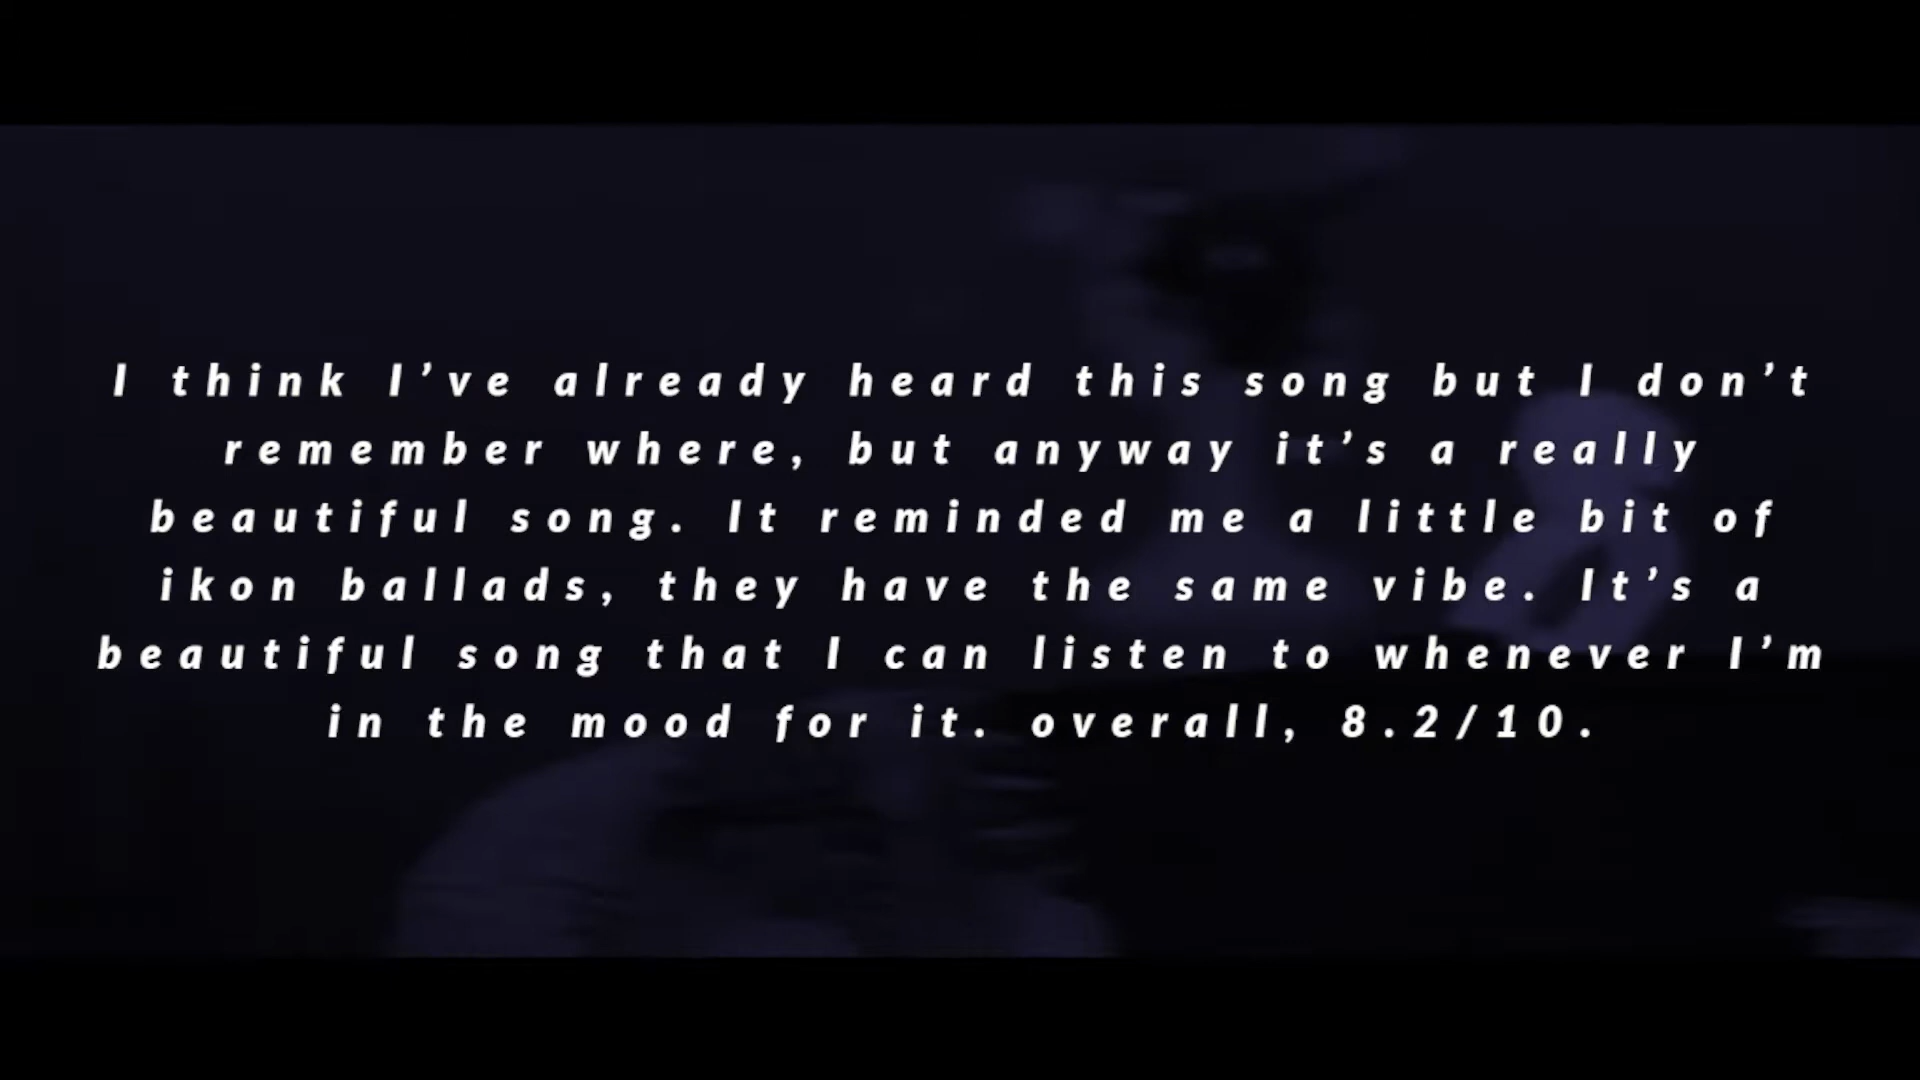 I think I’ve already heard this song but I don’t
remember where, but anyway it’s a really
beautiful song. It reminded me a little bit of
ikon ballads, they have the same vibe. It’s a
beautiful song that I can listen to whenever I’m
in the mood for it. overall, 8.2/10.